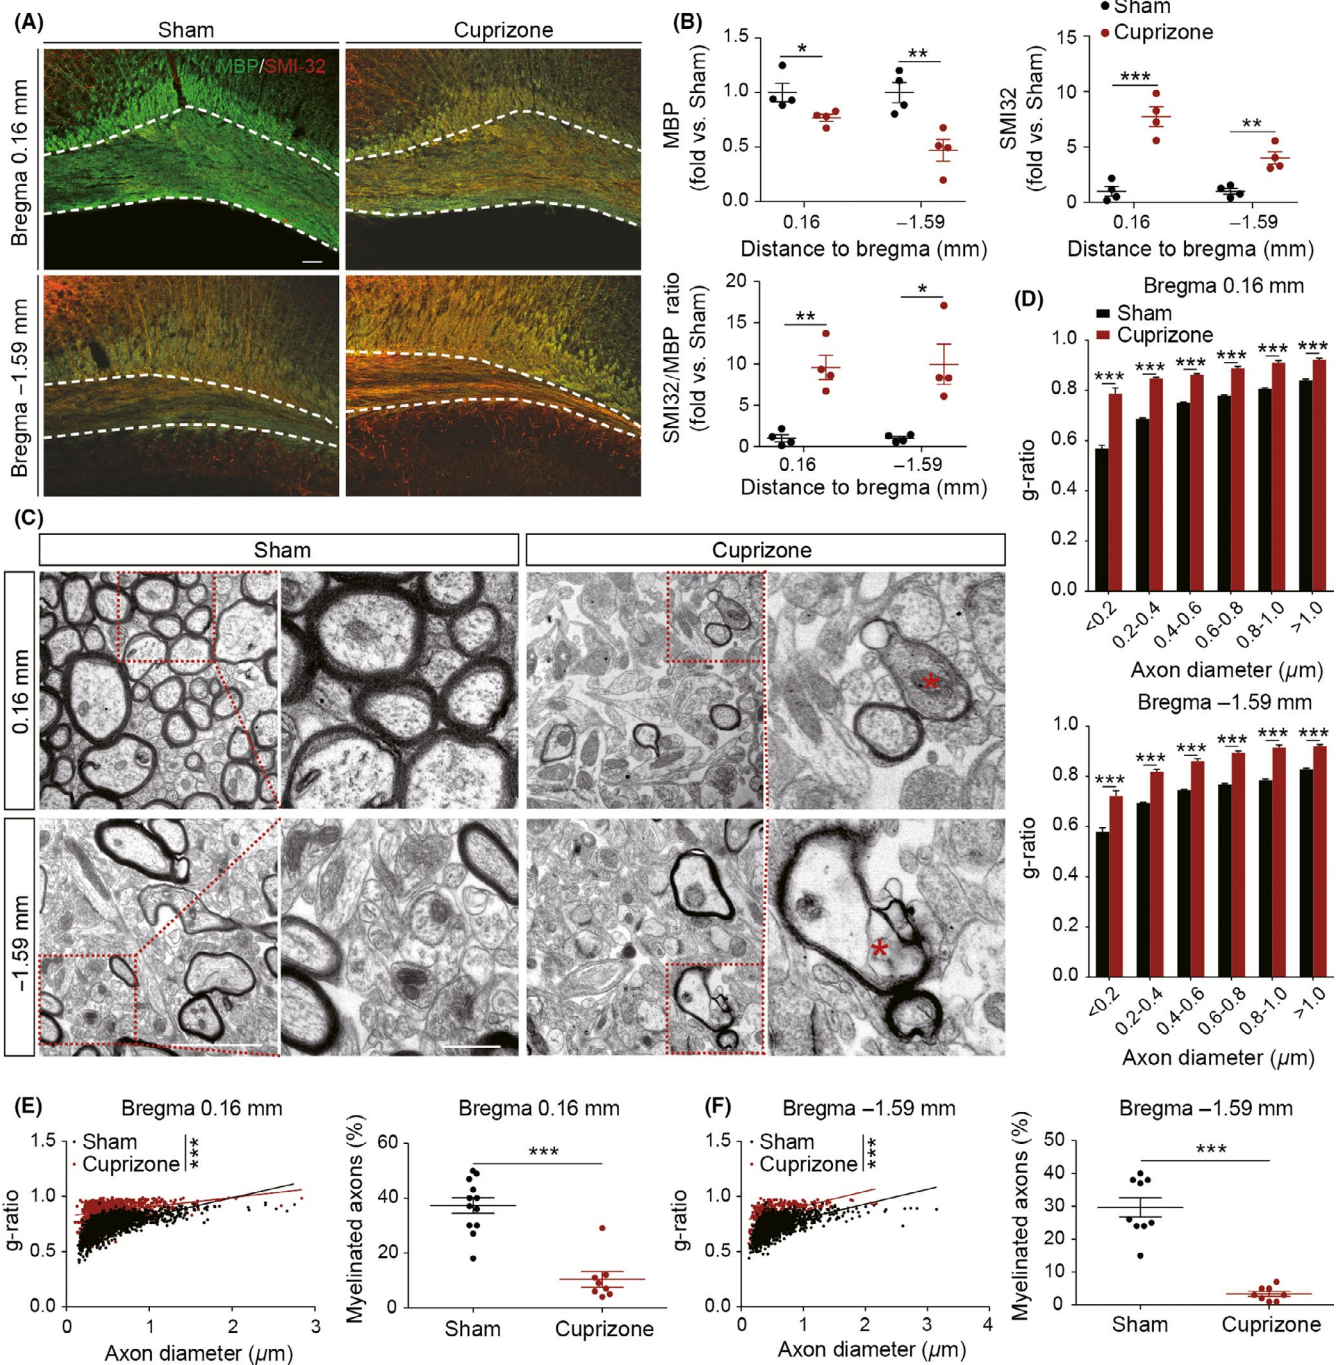 (A)
Sham
Cuprizone
Bregma 0.16 mm
MBP/SMI-32
Bregma –1.59 mm
(B)
MBP
(fold vs. Sham)
1.5
1.0
0.5
0.0
*
**
0.16
–1.59
Distance to bregma (mm)
Sham
Cuprizone
SMI32
(fold vs. Sham)
15
10
5
0
***
**
0.16
–1.59
Distance to bregma (mm)
SMI32/MBP ratio
(fold vs. Sham)
20
15
10
5
0
**
*
0.16
–1.59
Distance to bregma (mm)
(D)
Bregma 0.16 mm
Sham
Cuprizone
g-ratio
1.0
0.8
0.6
0.4
0.2
0.0
*** *** *** *** *** ***
<0.2
0.2-0.4
0.4-0.6
0.6-0.8
0.8-1.0
>1.0
Axon diameter (µm)
Bregma –1.59 mm
g-ratio
1.0
0.8
0.6
0.4
0.2
0.0
*** *** *** *** *** ***
<0.2
0.2-0.4
0.4-0.6
0.6-0.8
0.8-1.0
>1.0
Axon diameter (µm)
(C)
Sham
Cuprizone
0.16 mm
*
–1.59 mm
*
(E)
Bregma 0.16 mm
Sham
Cuprizone
***
g-ratio
1.5
1.0
0.5
0.0
0
1
2
3
Axon diameter (µm)
Bregma 0.16 mm
Myelinated axons (%)
60
40
20
0
***
Sham
Cuprizone
(F)
Bregma –1.59 mm
Sham
Cuprizone
***
g-ratio
1.5
1.0
0.5
0.0
0
1
2
3
4
Axon diameter (µm)
Bregma –1.59 mm
Myelinated axons (%)
50
40
30
20
10
0
***
Sham
Cuprizone